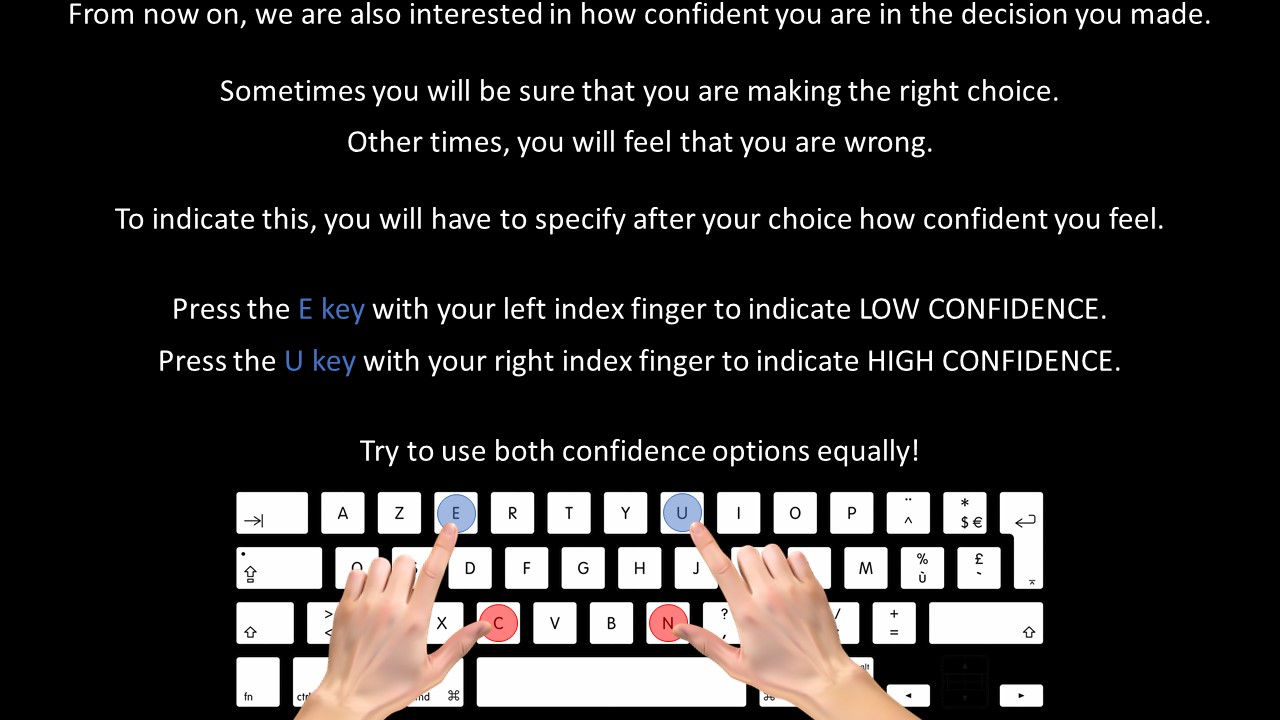 From now on, we are also interested in how confident you are in the decision you made.
Sometimes you will be sure that you are making the right choice.
Other times, you will feel that you are wrong.
To indicate this, you will have to specify after your choice how confident you feel.
Press the E key with your left index finger to indicate LOW CONFIDENCE.
Press the U key with your right index finger to indicate HIGH CONFIDENCE.
Try to use both confidence options equally!
A Z E R T Y U I O P ¨ ^ * $ €
D F G H J M % ù £ `
> < X C V B N ? , / + =
fn ⌘